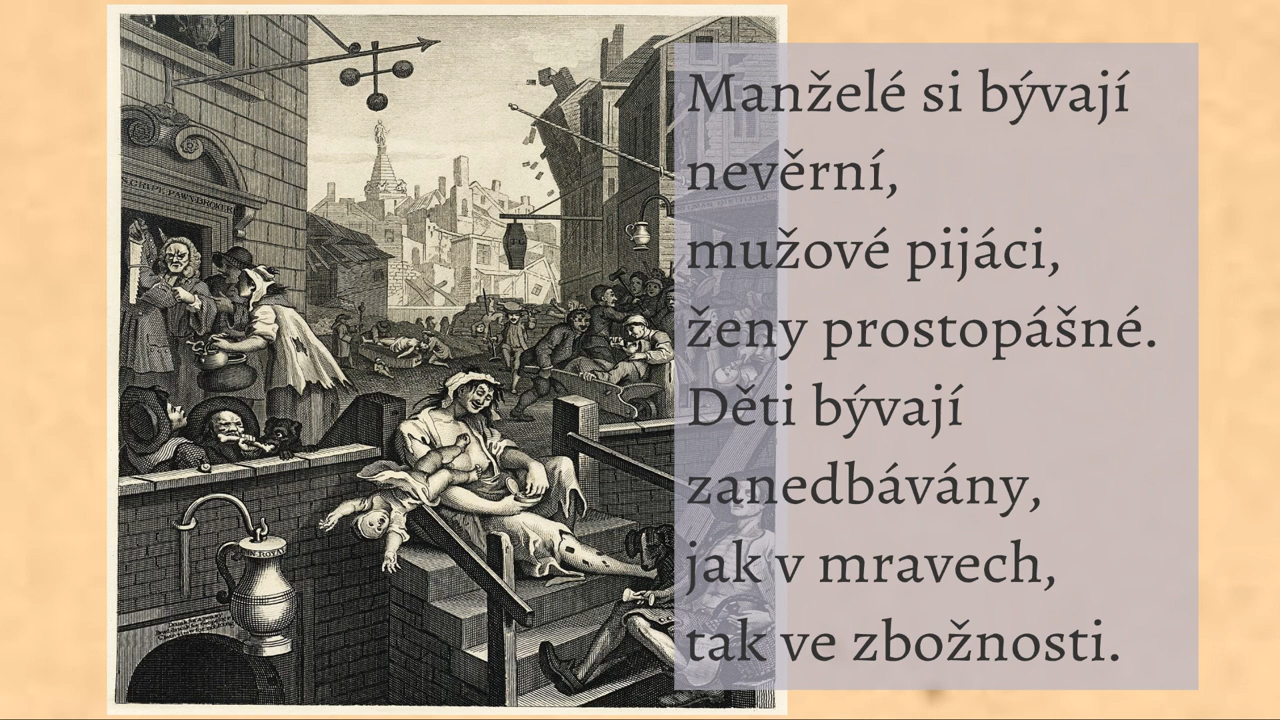 Manželé si bývají
nevěrní,
mužové pijáci,
ženy prostopášné.
Děti bývají
zanedbávány,
jak v mravech,
tak ve zbožnosti.